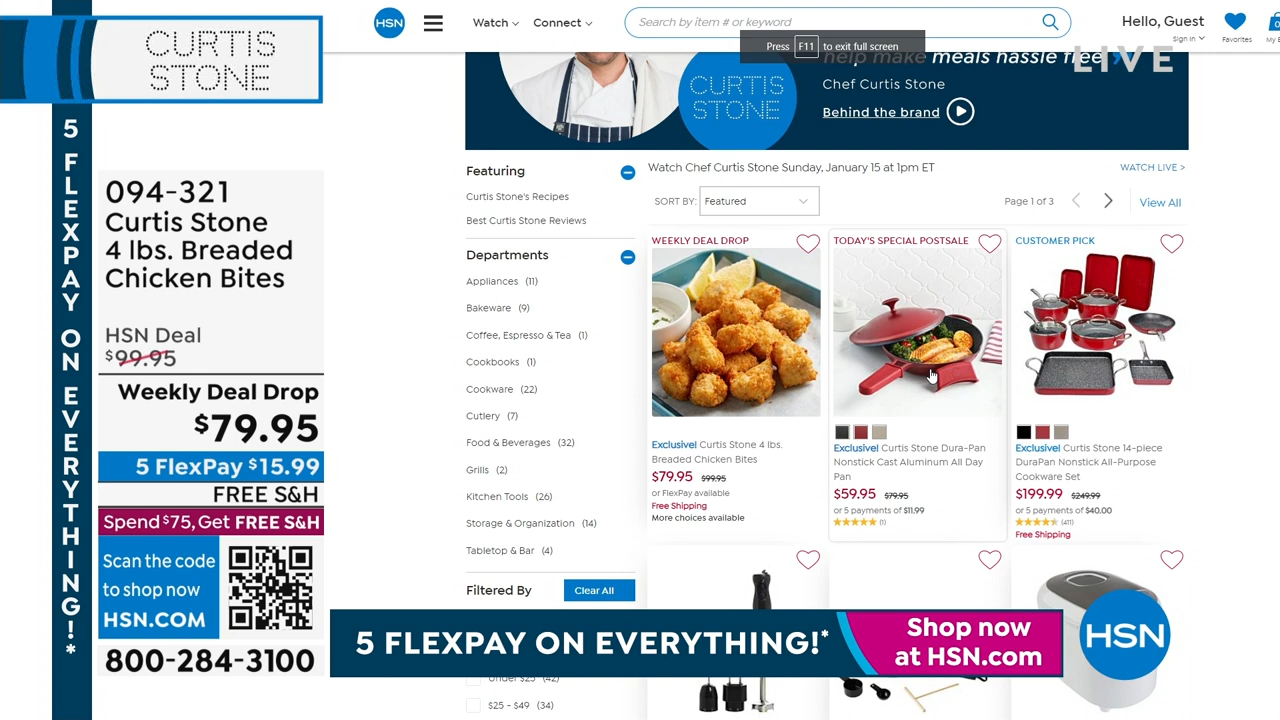 CURTIS
STONE
5 FLEXPAY ON EVERYTHING!*
094-321
Curtis Stone
4 lbs. Breaded
Chicken Bites
HSN Deal
$99.95
Weekly Deal Drop
$79.95
5 FlexPay $15.99
FREE S&H
Spend $75, Get FREE S&H
Scan the code
to shop now
HSN.COM
800-284-3100
HSN
Watch
Connect
Search by item # or keyword
Hello, Guest
Sign In
Favorites
0
My B
Press F11 to exit full screen
LIVE
help make meals hassle free
Chef Curtis Stone
Behind the brand
CURTIS
STONE
Featuring
Curtis Stone's Recipes
Best Curtis Stone Reviews
Departments
Appliances (11)
Bakeware (9)
Coffee, Espresso & Tea (1)
Cookbooks (1)
Cookware (22)
Cutlery (7)
Food & Beverages (32)
Grills (2)
Kitchen Tools (26)
Storage & Organization (14)
Tabletop & Bar (4)
Filtered By
Clear All
Under $25 (42)
$25 - $49 (34)
Watch Chef Curtis Stone Sunday, January 15 at 1pm ET
WATCH LIVE >
SORT BY: Featured
Page 1 of 3
View All
WEEKLY DEAL DROP
Exclusive! Curtis Stone 4 lbs.
Breaded Chicken Bites
$79.95 $99.95
or FlexPay available
Free Shipping
More choices available
TODAY'S SPECIAL POSTSALE
Exclusive! Curtis Stone Dura-Pan
Nonstick Cast Aluminum All Day
Pan
$59.95 $79.95
or 5 payments of $11.99
(1)
CUSTOMER PICK
Exclusive! Curtis Stone 14-piece
DuraPan Nonstick All-Purpose
Cookware Set
$199.99 $249.99
or 5 payments of $40.00
(411)
Free Shipping
5 FLEXPAY ON EVERYTHING!*
Shop now
at HSN.com
HSN